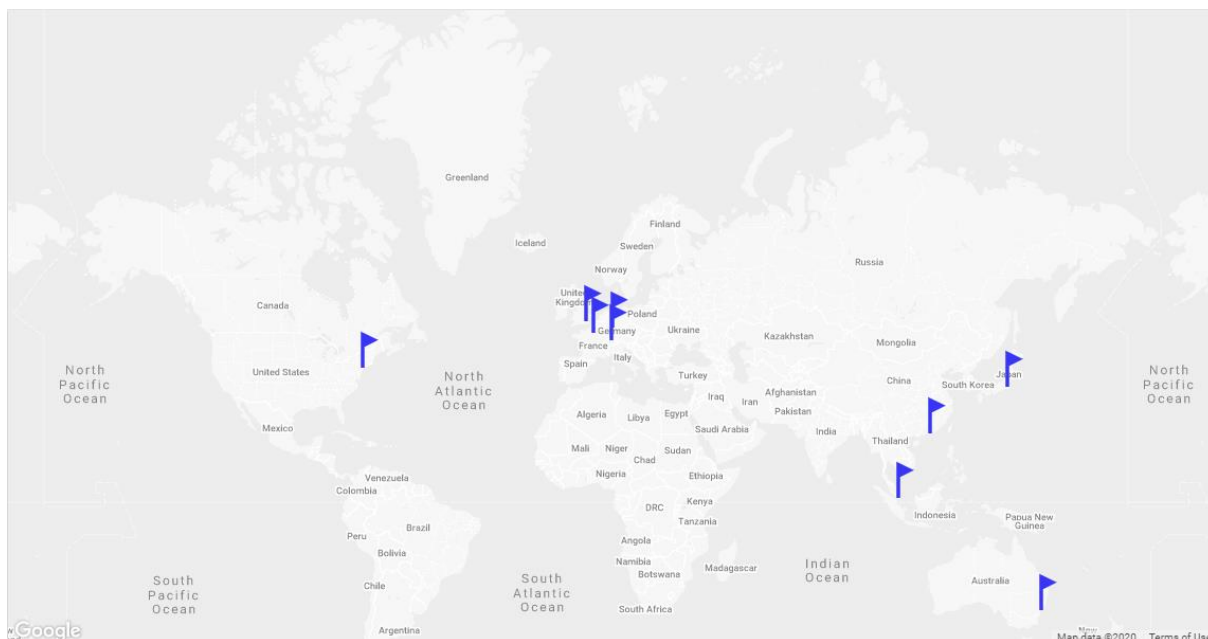 Greenland
Iceland
Finland
Sweden
Norway
Russia
Canada
United
Kingdom
Poland
Germany
Ukraine
Kazakhstan
Mongolia
France
Spain
Italy
North
Pacific
Ocean
United States
North
Atlantic
Ocean
Turkey
China
South Korea
Japan
North
Pacific
Ocean
Iraq
Iran
Afghanistan
Pakistan
Algeria
Libya
Egypt
Saudi Arabia
India
Thailand
Mexico
Mali
Niger
Chad
Sudan
Nigeria
Ethiopia
Venezuela
Colombia
Kenya
DRC
Tanzania
Indonesia
Papua New
Guinea
Peru
Brazil
Bolivia
Angola
Namibia
Botswana
Madagascar
Indian
Ocean
South
Pacific
Ocean
Chile
South
Atlantic
Ocean
South Africa
Australia
Argentina
Google
Map data ©2020
Terms of Use